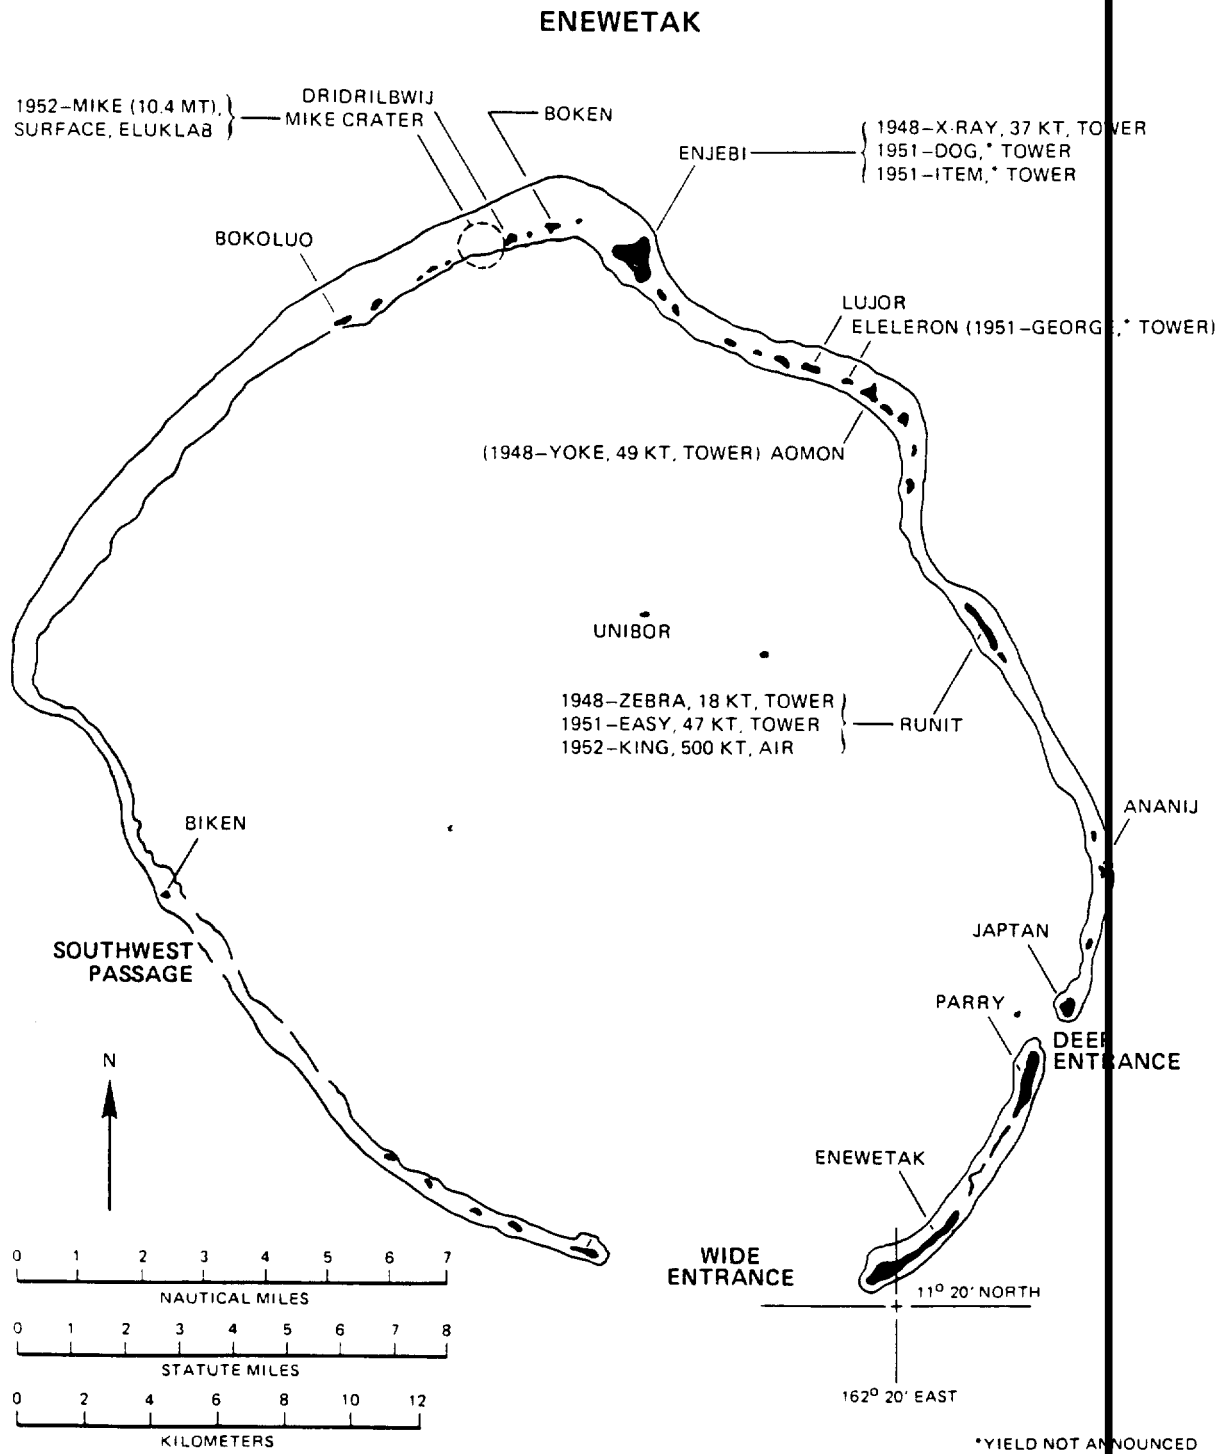 ENEWETAK
1952–MIKE (10.4 MT),
SURFACE, ELUKLAB
DRIDRILBWIJ
MIKE CRATER
BOKEN
ENJEBI
1948–X-RAY, 37 KT, TOWER
1951–DOG,* TOWER
1951–ITEM,* TOWER
BOKOLUO
LUJOR
ELELERON (1951–GEORGE,* TOWER)
(1948–YOKE, 49 KT, TOWER) AOMON
UNIBOR
1948–ZEBRA, 18 KT, TOWER
1951–EASY, 47 KT, TOWER
1952–KING, 500 KT, AIR
RUNIT
ANANIJ
BIKEN
JAPTAN
SOUTHWEST
PASSAGE
PARRY
DEEP
ENTRANCE
N
ENEWETAK
WIDE
ENTRANCE
11° 20' NORTH
162° 20' EAST
0 1 2 3 4 5 6 7
NAUTICAL MILES
0 1 2 3 4 5 6 7 8
STATUTE MILES
0 2 4 6 8 10 12
KILOMETERS
*YIELD NOT ANNOUNCED